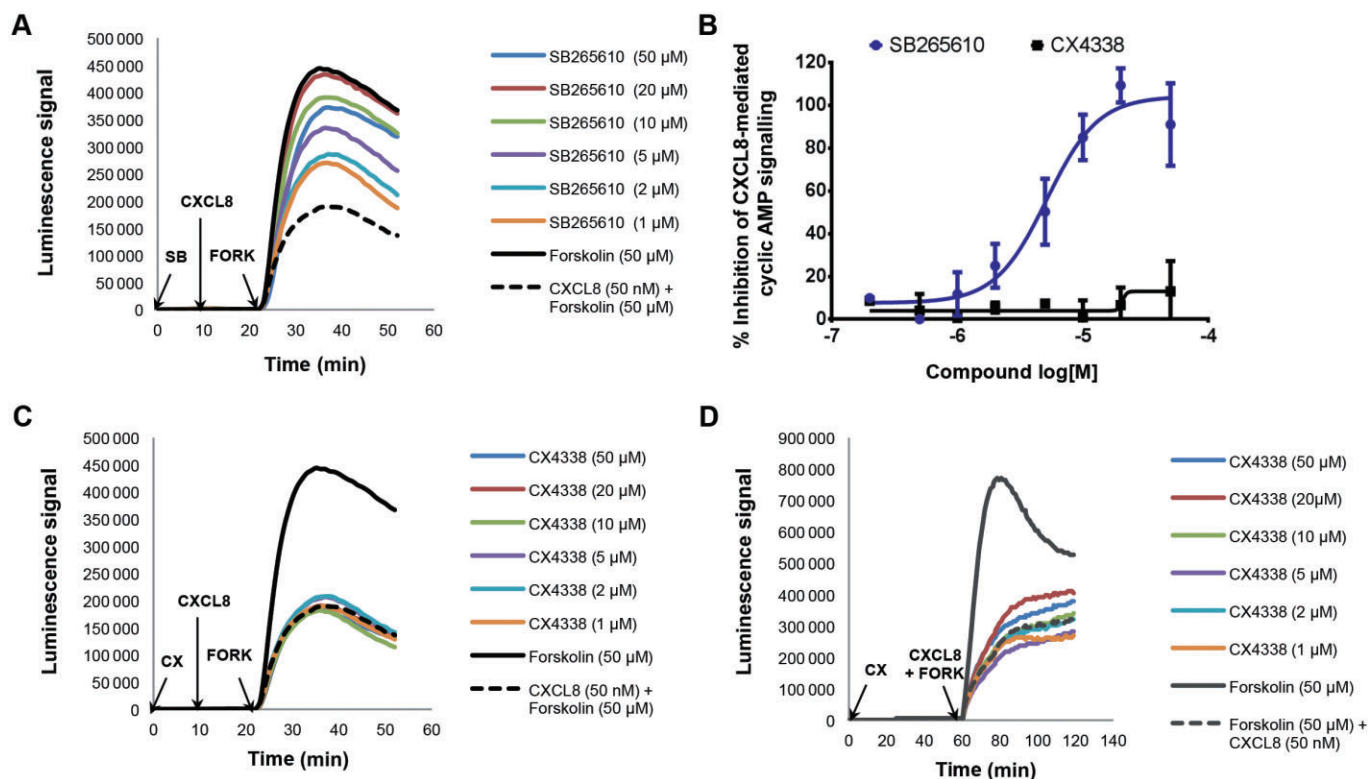 A
Luminescence signal
500 000
450 000
400 000
350 000
300 000
250 000
200 000
150 000
100 000
50 000
0
CXCL8
SB
FORK
0 10 20 30 40 50 60
Time (min)
SB265610 (50 µM)
SB265610 (20 µM)
SB265610 (10 µM)
SB265610 (5 µM)
SB265610 (2 µM)
SB265610 (1 µM)
Forskolin (50 µM)
CXCL8 (50 nM) +
Forskolin (50 µM)
B
SB265610 CX4338
% Inhibition of CXCL8-mediated
cyclic AMP signalling
120
100
80
60
40
20
0
-7 -6 -5 -4
Compound log[M]
C
Luminescence signal
500 000
450 000
400 000
350 000
300 000
250 000
200 000
150 000
100 000
50 000
0
CXCL8
CX
FORK
0 10 20 30 40 50 60
Time (min)
CX4338 (50 µM)
CX4338 (20 µM)
CX4338 (10 µM)
CX4338 (5 µM)
CX4338 (2 µM)
CX4338 (1 µM)
Forskolin (50 µM)
CXCL8 (50 nM) +
Forskolin (50 µM)
D
Luminescence signal
900 000
800 000
700 000
600 000
500 000
400 000
300 000
200 000
100 000
0
CX
CXCL8
+ FORK
0 20 40 60 80 100 120 140
Time (min)
CX4338 (50 µM)
CX4338 (20µM)
CX4338 (10 µM)
CX4338 (5 µM)
CX4338 (2 µM)
CX4338 (1 µM)
Forskolin (50 µM)
Forskolin (50 µM) +
CXCL8 (50 nM)